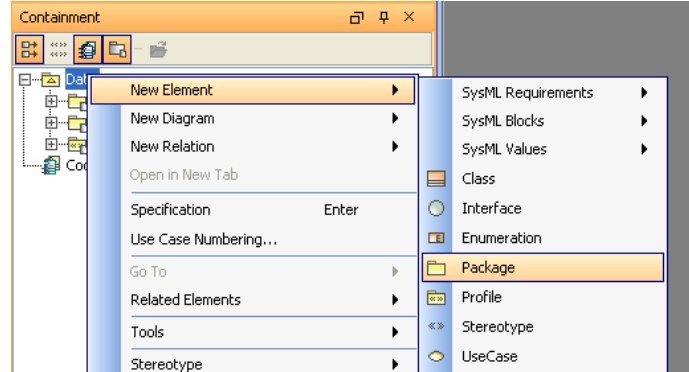 Containment
Dat
New Element
New Diagram
New Relation
Open in New Tab
Specification Enter
Use Case Numbering...
Go To
Related Elements
Tools
Stereotype
SysML Requirements
SysML Blocks
SysML Values
Class
Interface
Enumeration
Package
Profile
Stereotype
UseCase